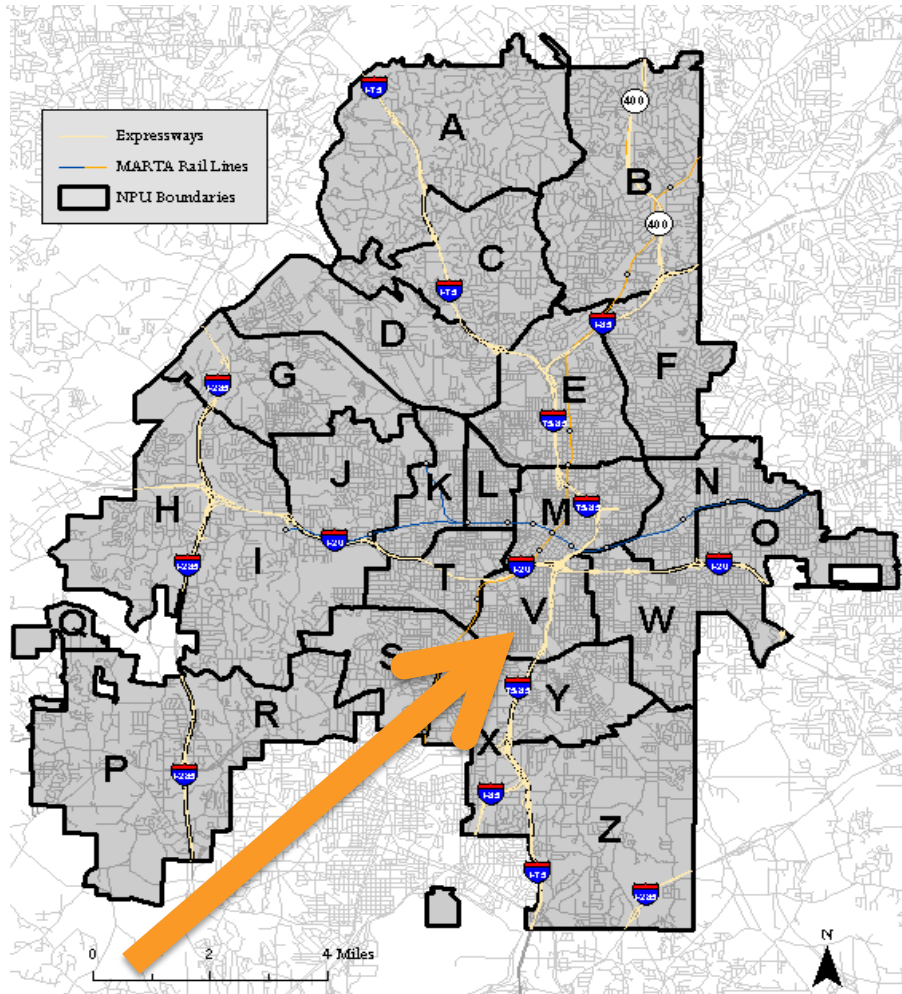 Expressways
MARTA Rail Lines
NPU Boundaries
I-75
400
A
B
400
C
I-75
I-85
D
F
G
I-285
E
75/85
J
K
L
N
H
M
75/85
I-20
O
I
I-285
I-20
I-20
T
V
W
Q
S
75/85
Y
R
X
P
I-285
I-85
Z
I-75
I-285
N
0 2 4 Miles